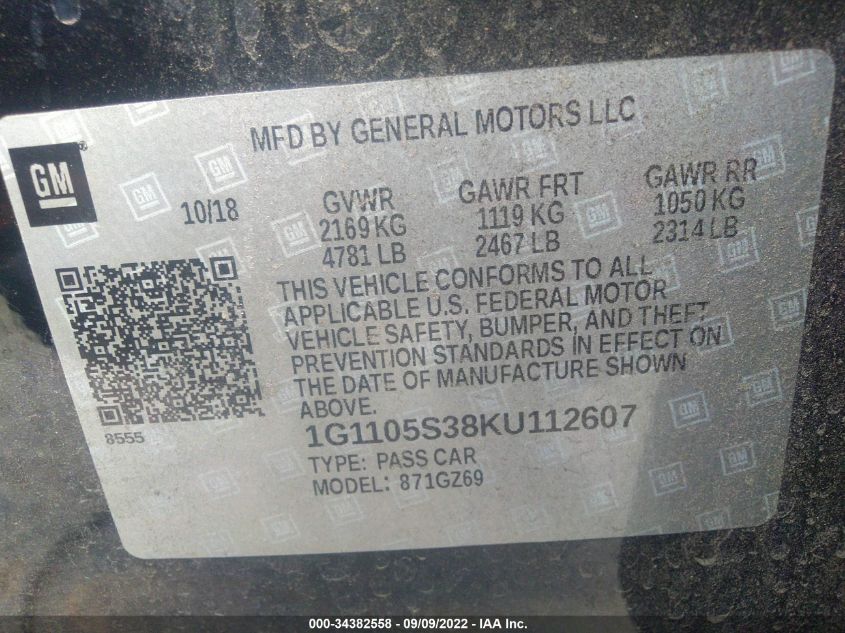 MFD BY GENERAL MOTORS LLC
GM
10/18
GVWR
2169 KG
4781 LB
GAWR FRT
1119 KG
2467 LB
GAWR RR
1050 KG
2314 LB
THIS VEHICLE CONFORMS TO ALL
APPLICABLE U.S. FEDERAL MOTOR
VEHICLE SAFETY, BUMPER, AND THEFT
PREVENTION STANDARDS IN EFFECT ON
THE DATE OF MANUFACTURE SHOWN
ABOVE.
8555
1G1105S38KU112607
TYPE: PASS CAR
MODEL: 871GZ69
000-34382558 - 09/09/2022 - IAA Inc.